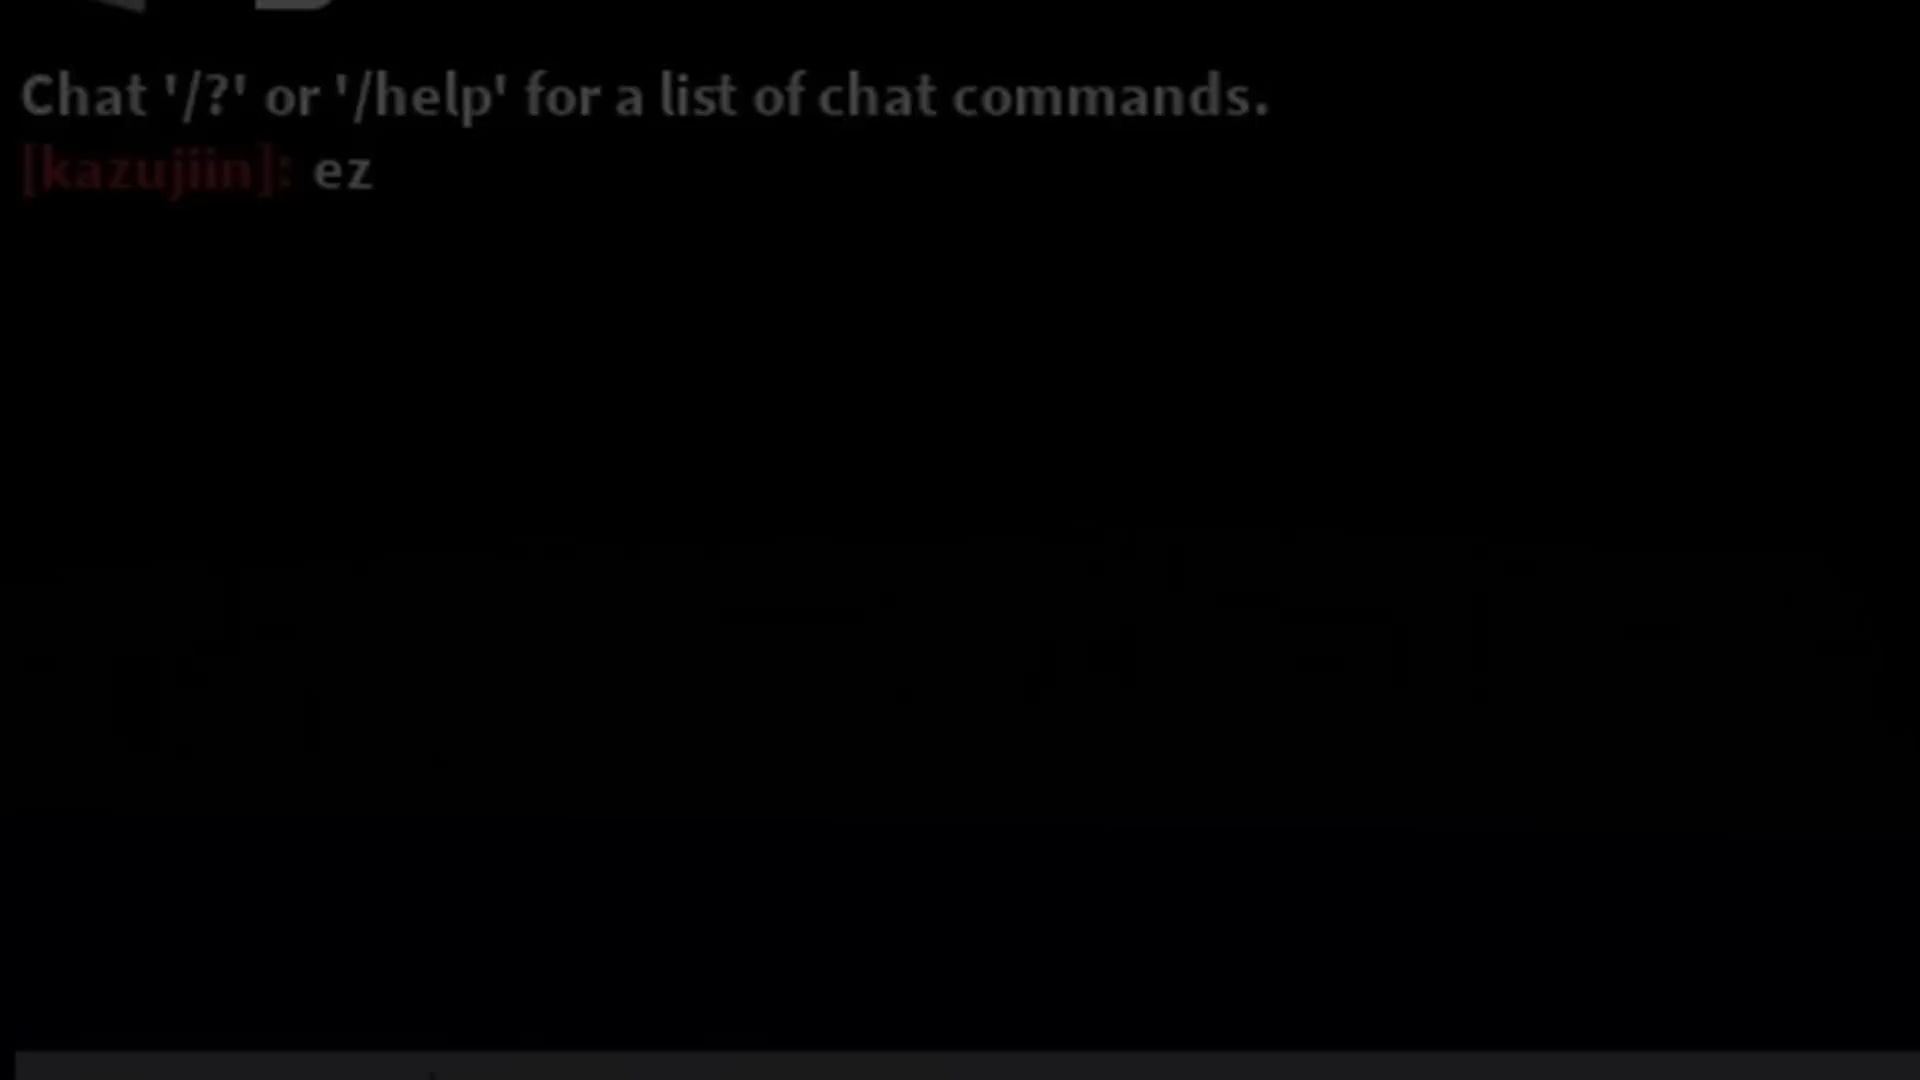 Chat '/?' or '/help' for a list of chat commands.
[kazujiin]: ez